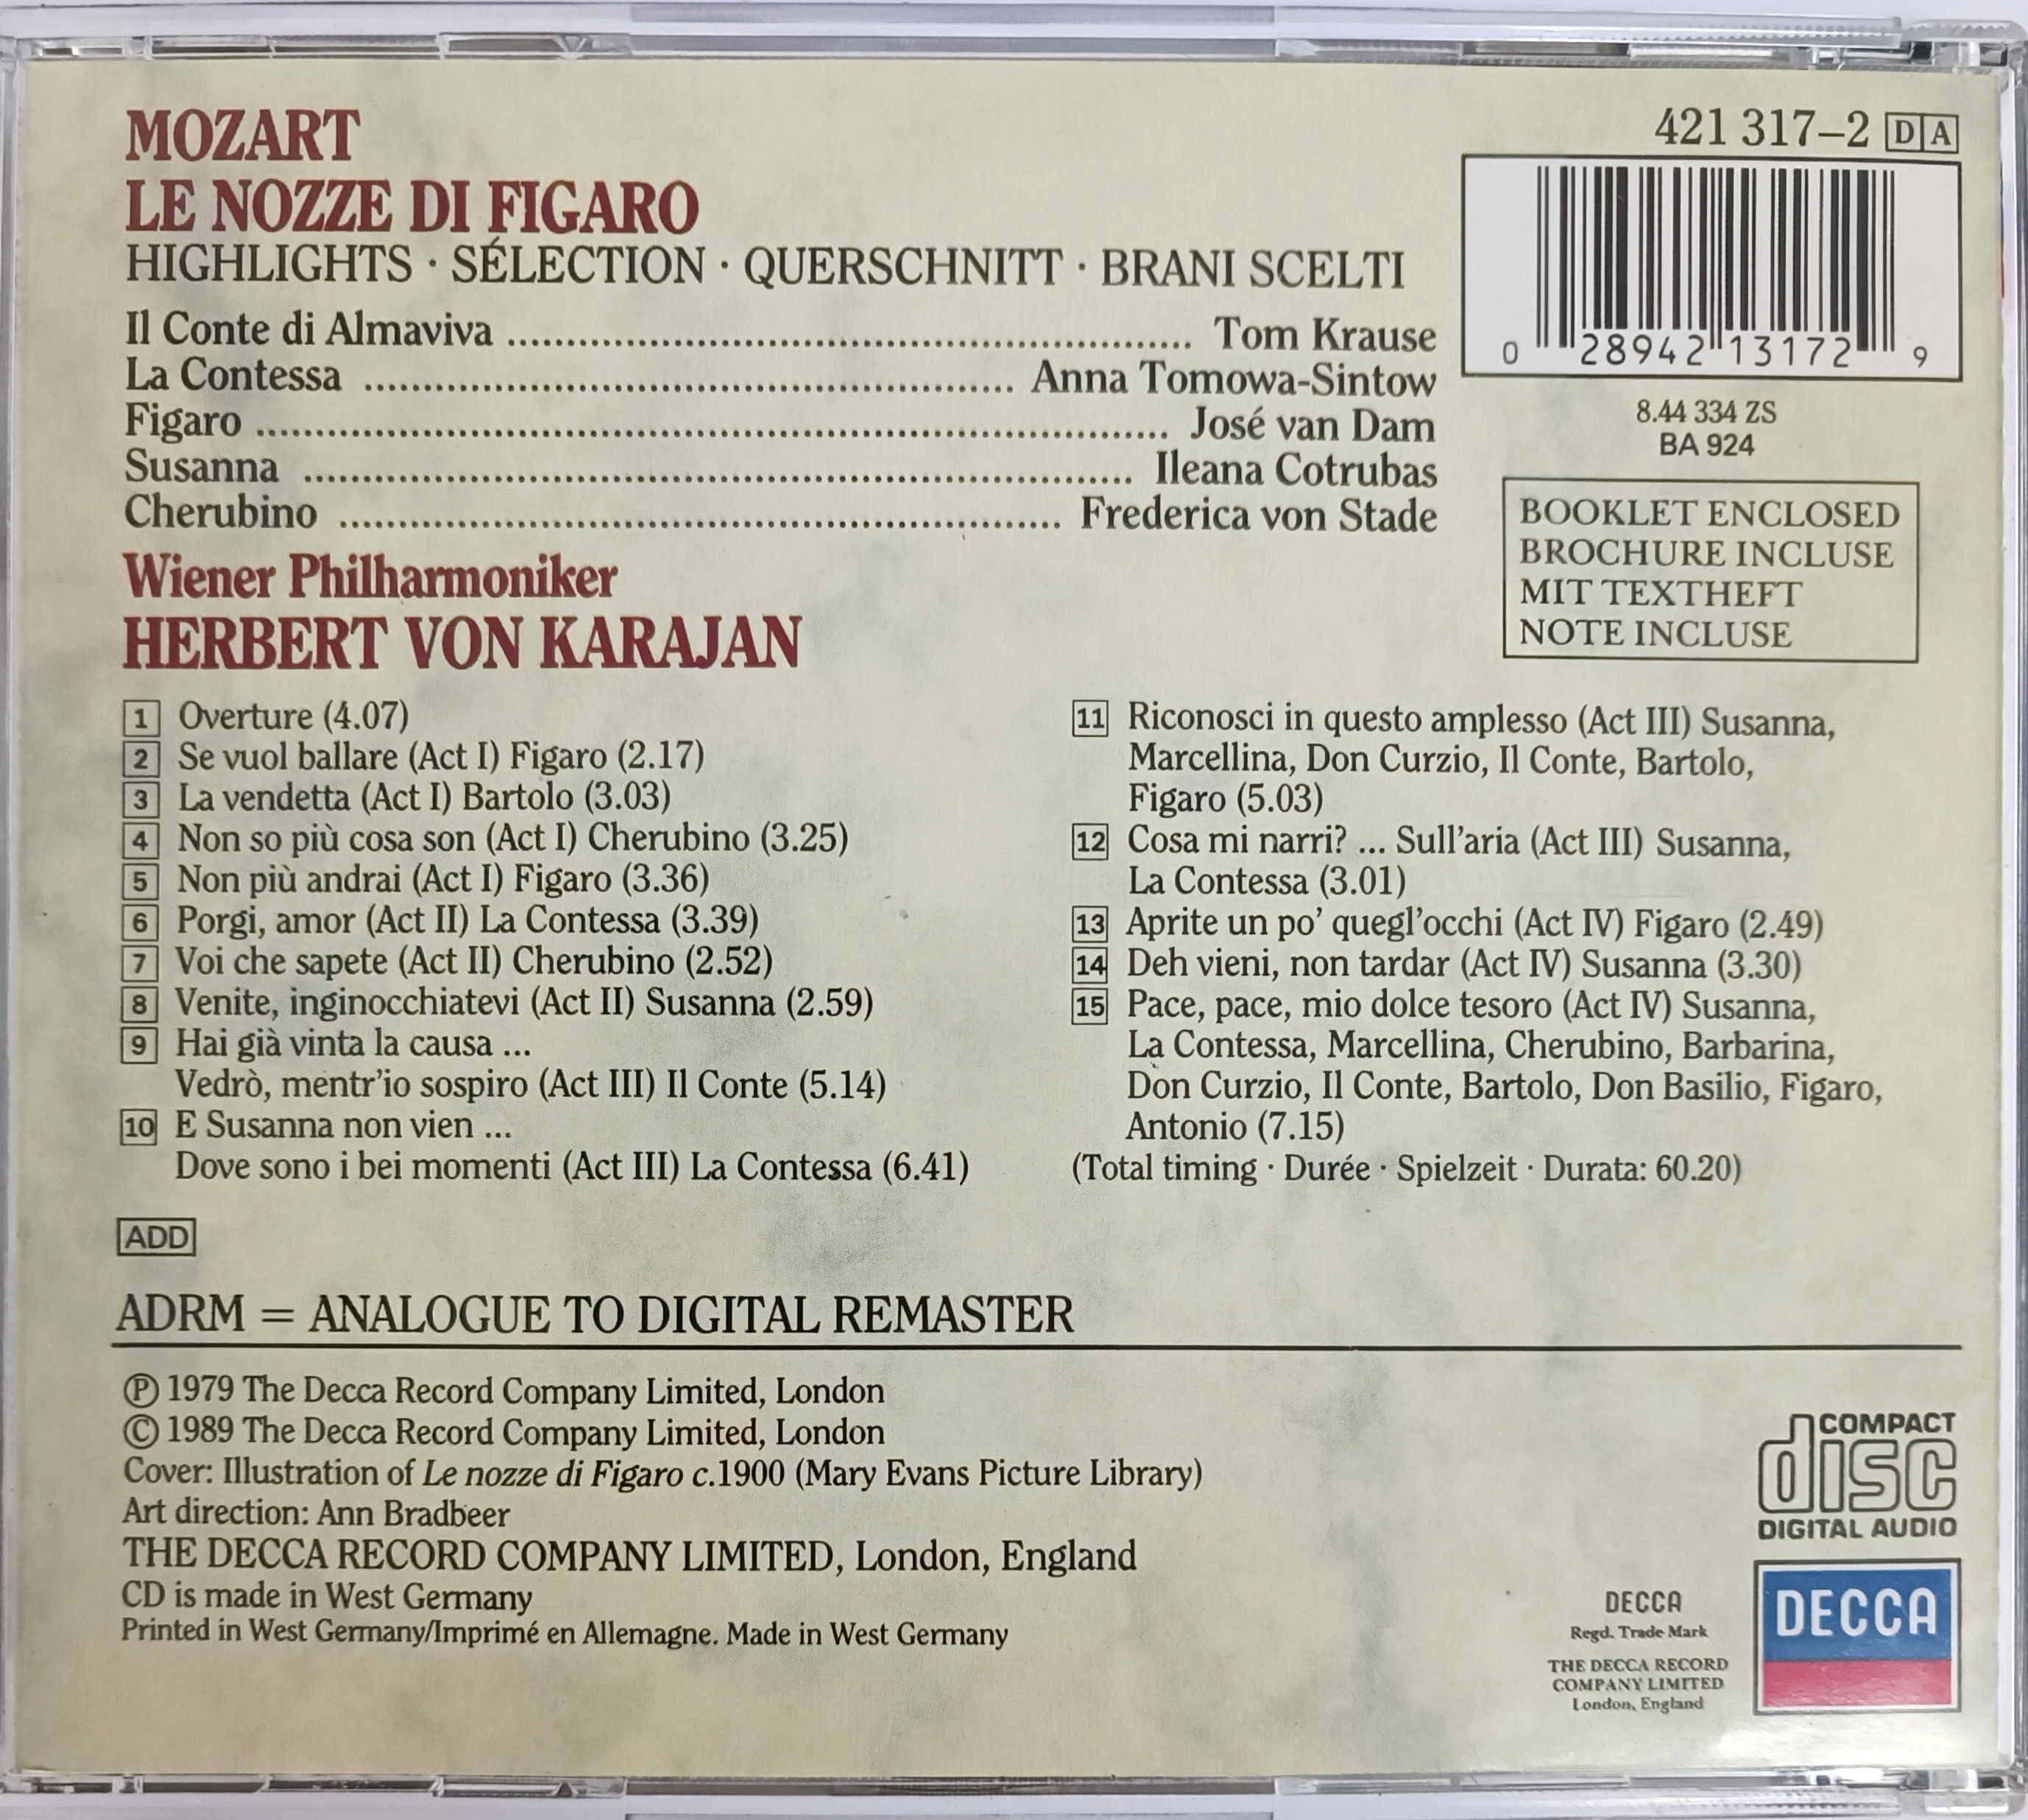 MOZART
LE NOZZE DI FIGARO
HIGHLIGHTS · SÉLECTION · QUERSCHNITT · BRANI SCELTI
Il Conte di Almaviva ........................................................ Tom Krause
La Contessa ...................................................... Anna Tomowa-Sintow
Figaro ............................................................................ José van Dam
Susanna ..................................................................... Ileana Cotrubas
Cherubino ............................................................ Frederica von Stade
Wiener Philharmoniker
HERBERT VON KARAJAN
421 317–2 D A
0 28942 13172 9
8.44 334 ZS
BA 924
BOOKLET ENCLOSED
BROCHURE INCLUSE
MIT TEXTHEFT
NOTE INCLUSE
1 Overture (4.07)
2 Se vuol ballare (Act I) Figaro (2.17)
3 La vendetta (Act I) Bartolo (3.03)
4 Non so più cosa son (Act I) Cherubino (3.25)
5 Non più andrai (Act I) Figaro (3.36)
6 Porgi, amor (Act II) La Contessa (3.39)
7 Voi che sapete (Act II) Cherubino (2.52)
8 Venite, inginocchiatevi (Act II) Susanna (2.59)
9 Hai già vinta la causa ...
Vedrò, mentr'io sospiro (Act III) Il Conte (5.14)
10 E Susanna non vien ...
Dove sono i bei momenti (Act III) La Contessa (6.41)
11 Riconosci in questo amplesso (Act III) Susanna,
Marcellina, Don Curzio, Il Conte, Bartolo,
Figaro (5.03)
12 Cosa mi narri? ... Sull'aria (Act III) Susanna,
La Contessa (3.01)
13 Aprite un po' quegl'occhi (Act IV) Figaro (2.49)
14 Deh vieni, non tardar (Act IV) Susanna (3.30)
15 Pace, pace, mio dolce tesoro (Act IV) Susanna,
La Contessa, Marcellina, Cherubino, Barbarina,
Don Curzio, Il Conte, Bartolo, Don Basilio, Figaro,
Antonio (7.15)
(Total timing · Durée · Spielzeit · Durata: 60.20)
ADD
ADRM = ANALOGUE TO DIGITAL REMASTER
℗ 1979 The Decca Record Company Limited, London
© 1989 The Decca Record Company Limited, London
Cover: Illustration of Le nozze di Figaro c.1900 (Mary Evans Picture Library)
Art direction: Ann Bradbeer
THE DECCA RECORD COMPANY LIMITED, London, England
CD is made in West Germany
Printed in West Germany/Imprimé en Allemagne. Made in West Germany
COMPACT
disc
DIGITAL AUDIO
DECCA
Regd. Trade Mark
THE DECCA RECORD
COMPANY LIMITED
London, England
DECCA